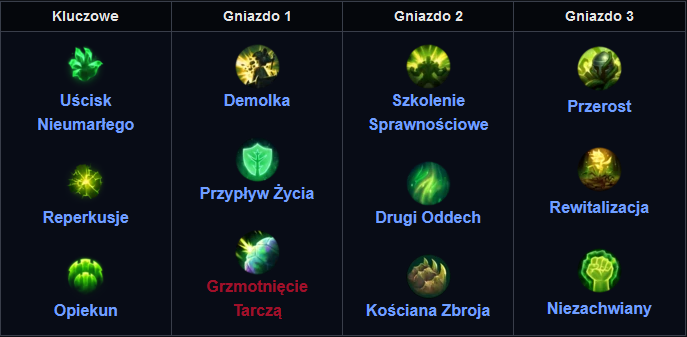 Kluczowe Gniazdo 1 Gniazdo 2 Gniazdo 3
Uścisk
Nieumarłego
Demolka
Szkolenie
Sprawnościowe
Przerost
Reperkusje
Przypływ Życia
Drugi Oddech
Rewitalizacja
Opiekun
Grzmotnięcie
Tarczą
Kościana Zbroja
Niezachwiany